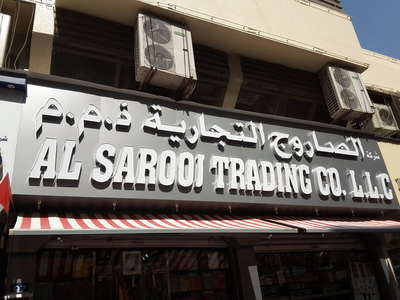 شركة الصاروج التجارية ذ.م.م
AL SAROOJ TRADING CO. L.L.C